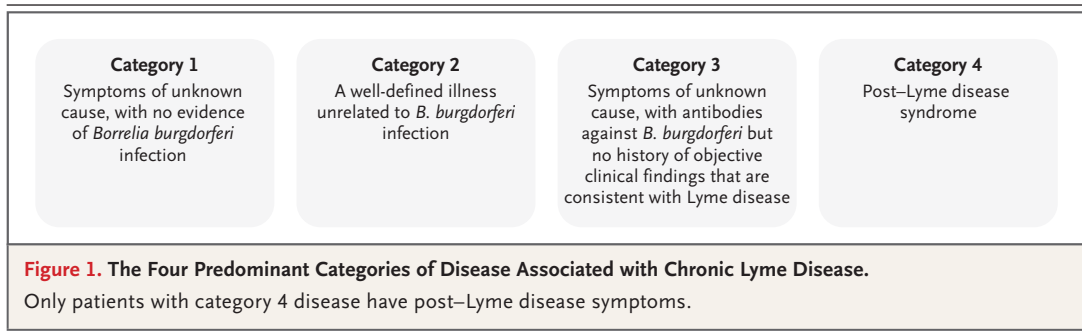 Category 1
Symptoms of unknown
cause, with no evidence
of Borrelia burgdorferi
infection
Category 2
A well-defined illness
unrelated to B. burgdorferi
infection
Category 3
Symptoms of unknown
cause, with antibodies
against B. burgdorferi but
no history of objective
clinical findings that are
consistent with Lyme disease
Category 4
Post–Lyme disease
syndrome
Figure 1. The Four Predominant Categories of Disease Associated with Chronic Lyme Disease.
Only patients with category 4 disease have post–Lyme disease symptoms.